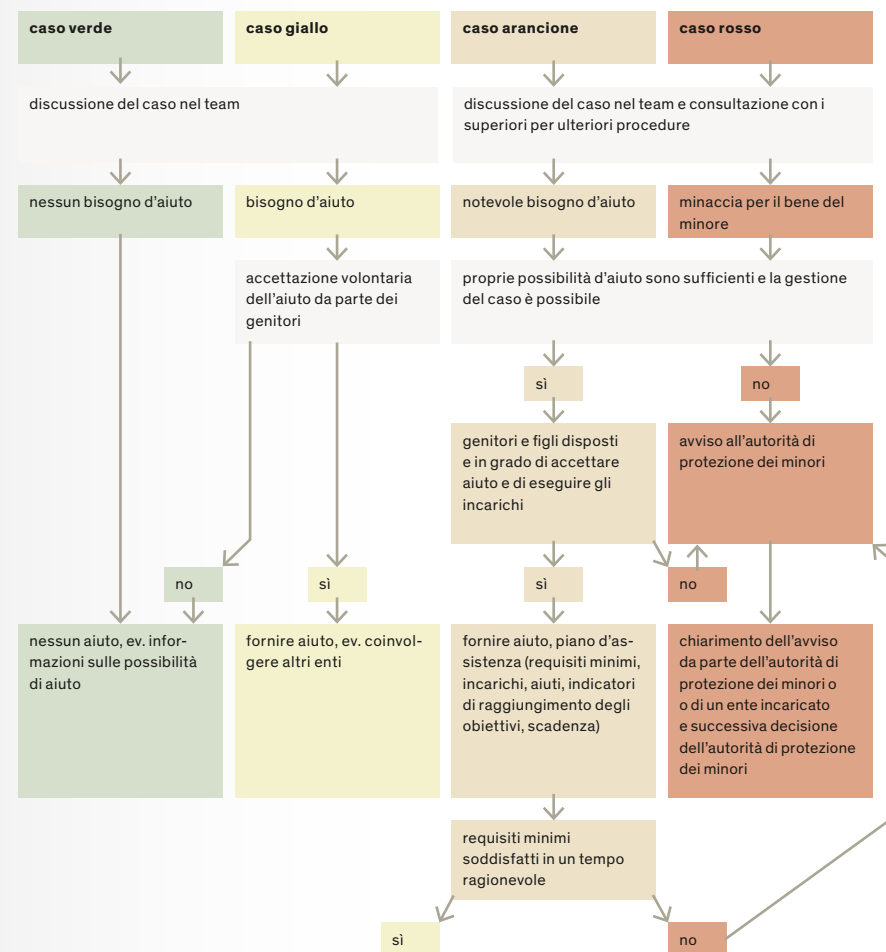 caso verde
caso giallo
caso arancione
caso rosso
discussione del caso nel team
discussione del caso nel team e consultazione con i
superiori per ulteriori procedure
nessun bisogno d'aiuto
bisogno d'aiuto
notevole bisogno d'aiuto
minaccia per il bene del
minore
accettazione volontaria
dell'aiuto da parte dei
genitori
proprie possibilità d'aiuto sono sufficienti e la gestione
del caso è possibile
sì
no
genitori e figli disposti
e in grado di accettare
aiuto e di eseguire gli
incarichi
avviso all'autorità di
protezione dei minori
no
sì
sì
no
nessun aiuto, ev. infor-
mazioni sulle possibilità
di aiuto
fornire aiuto, ev. coinvol-
gere altri enti
fornire aiuto, piano d'as-
sistenza (requisiti minimi,
incarichi, aiuti, indicatori
di raggiungimento degli
obiettivi, scadenza)
chiarimento dell'avviso
da parte dell'autorità di
protezione dei minori o
o di un ente incaricato
e successiva decisione
dell'autorità di protezione
dei minori
requisiti minimi
soddisfatti in un tempo
ragionevole
sì
no